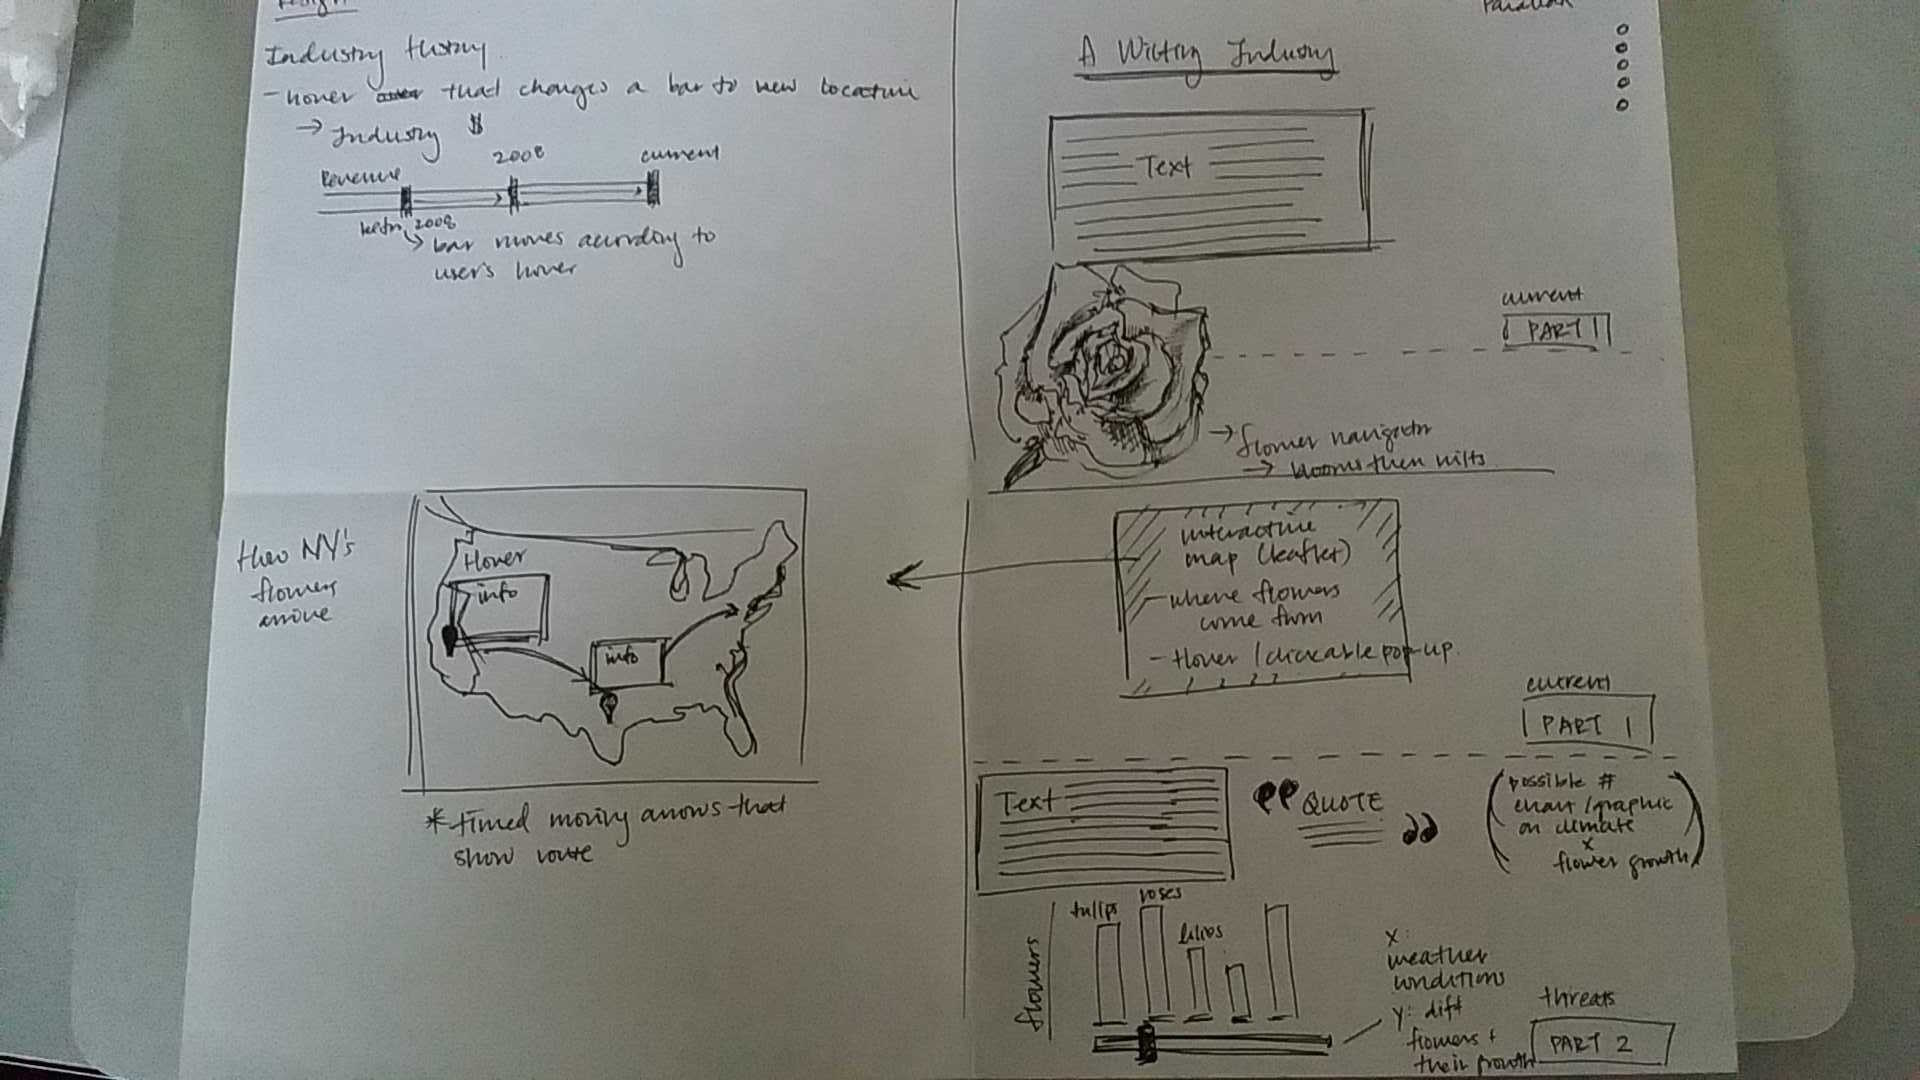 Design
Industry History
- hover that changes a bar to new location
→ Industry $
Revenue
2008
current
2008
↳ bar moves according to
user's hover
NY's
flowers
arrive
Hover
info
info
* timed moving arrows that
show route
Parallax
A Wilting Industry
Text
current
PART 1
→ flower navigator
→ blooms then wilts
interactive
map (leaflet)
- where flowers
come from
- Hover / clickable pop-up.
current
PART 1
Text
QUOTE
(possible #
chart/graphic
on climate
x
flower growth)
flowers
tulips
roses
lilies
X:
weather
conditions
Y: diff
flowers +
their growth
threats
PART 2